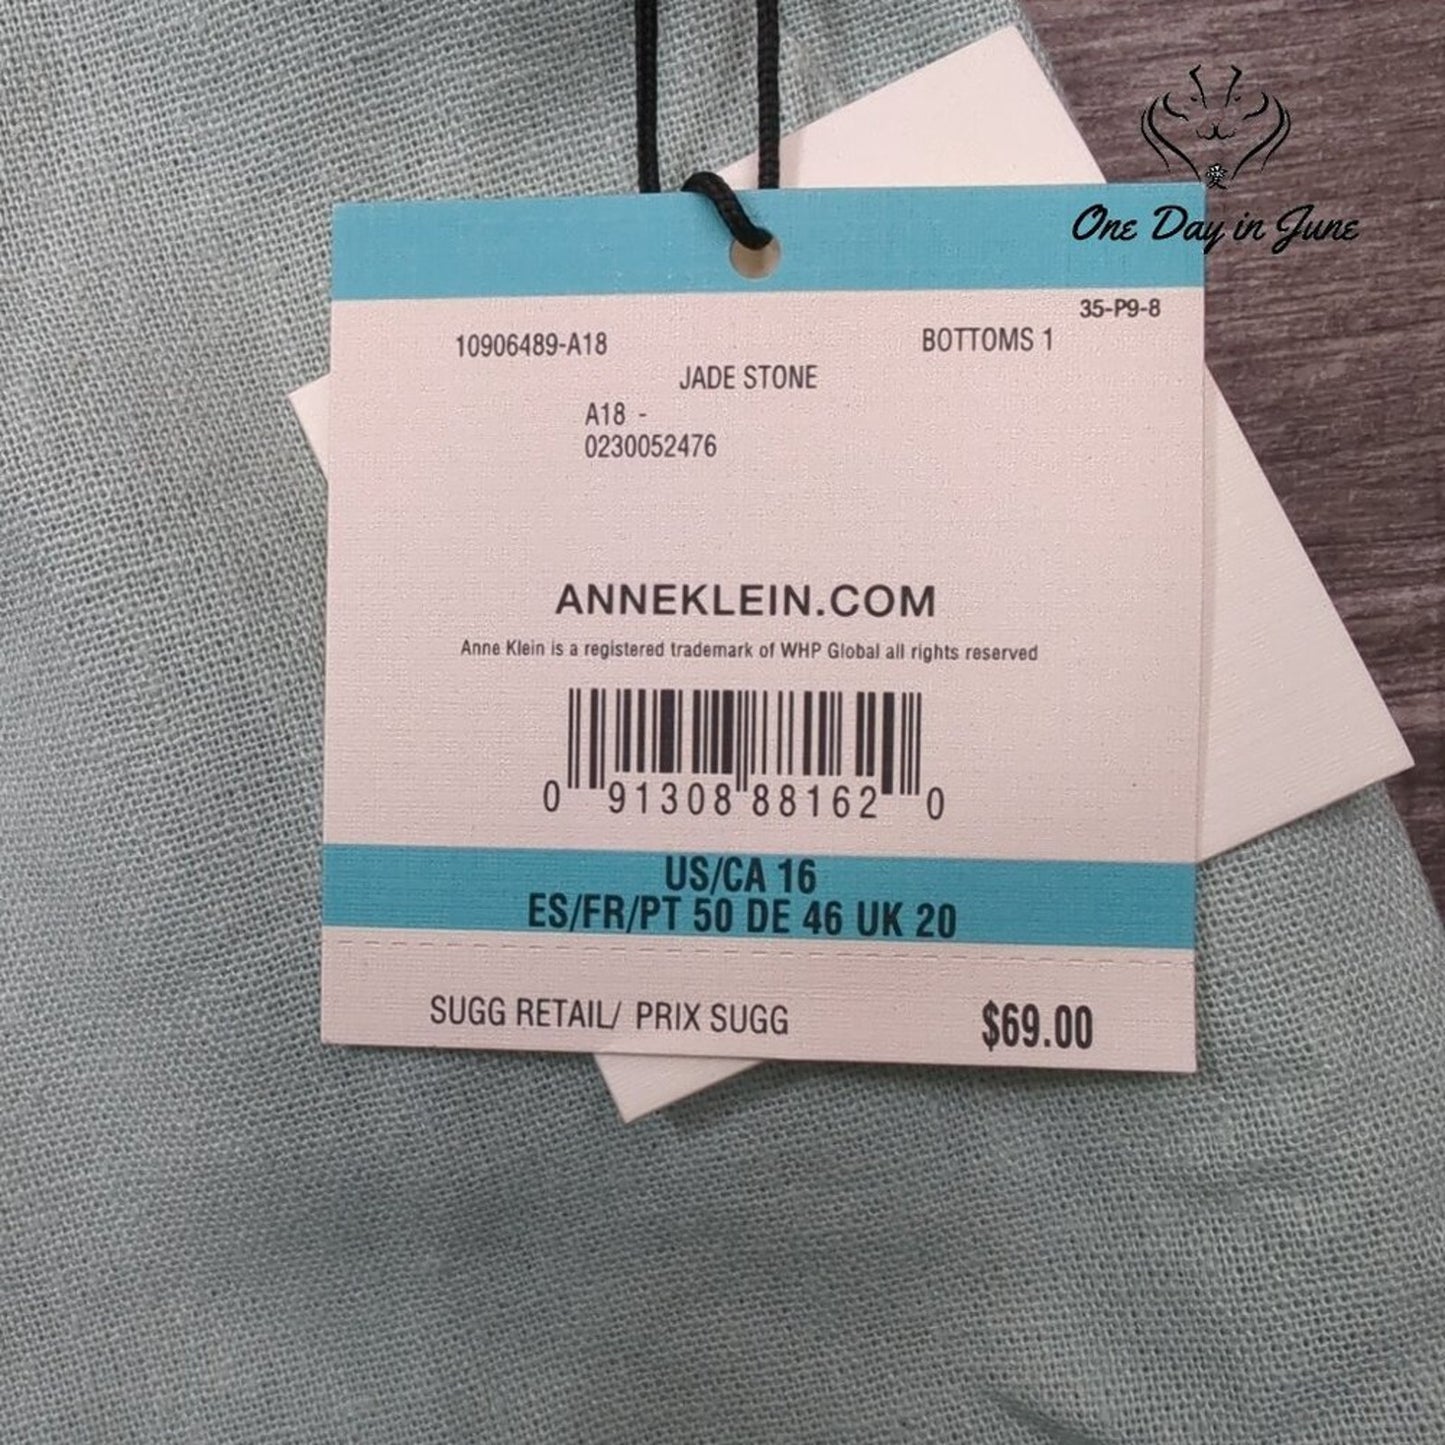 愛
One Day in June
35-P9-8
10906489-A18 BOTTOMS 1
JADE STONE
A18 -
0230052476
ANNEKLEIN.COM
Anne Klein is a registered trademark of WHP Global all rights reserved
0 91308 88162 0
US/CA 16
ES/FR/PT 50 DE 46 UK 20
SUGG RETAIL/ PRIX SUGG $69.00